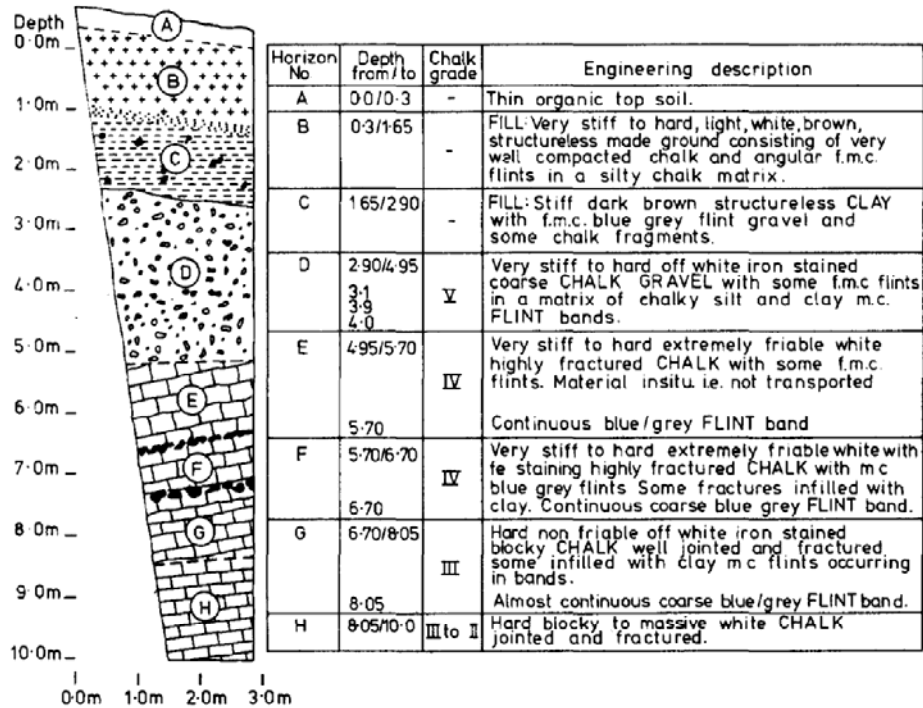 Depth
0·0m
1·0m
2·0m
3·0m
4·0m
5·0m
6·0m
7·0m
8·0m
9·0m
10·0m
A
B
C
D
E
F
G
H
0·0m 1·0m 2·0m 3·0m
Horizon No. Depth from/to Chalk grade Engineering description
A 0·0/0·3 - Thin organic top soil.
B 0·3/1·65 - FILL: Very stiff to hard, light, white, brown,
structureless made ground consisting of very
well compacted chalk and angular f.m.c.
flints in a silty chalk matrix.
C 1·65/2·90 - FILL: Stiff dark brown structureless CLAY
with f.m.c. blue grey flint gravel and
some chalk fragments.
D 2·90/4·95 V Very stiff to hard off white iron stained
3·1 coarse CHALK GRAVEL with some f.m.c flints
3·9 in a matrix of chalky silt and clay m.c.
4·0 FLINT bands.
E 4·95/5·70 IV Very stiff to hard extremely friable white
highly fractured CHALK with some f.m.c.
flints. Material insitu. i.e. not transported
5·70 Continuous blue/grey FLINT band
F 5·70/6·70 IV Very stiff to hard extremely friable white with
fe staining highly fractured CHALK with m c
blue grey flints Some fractures infilled with
6·70 clay. Continuous coarse blue grey FLINT band.
G 6·70/8·05 III Hard non friable off white iron stained
blocky CHALK well jointed and fractured
some infilled with clay m c flints occurring
in bands.
8·05 Almost continuous coarse blue/grey FLINT band.
H 8·05/10·0 III to II Hard blocky to massive white CHALK
jointed and fractured.